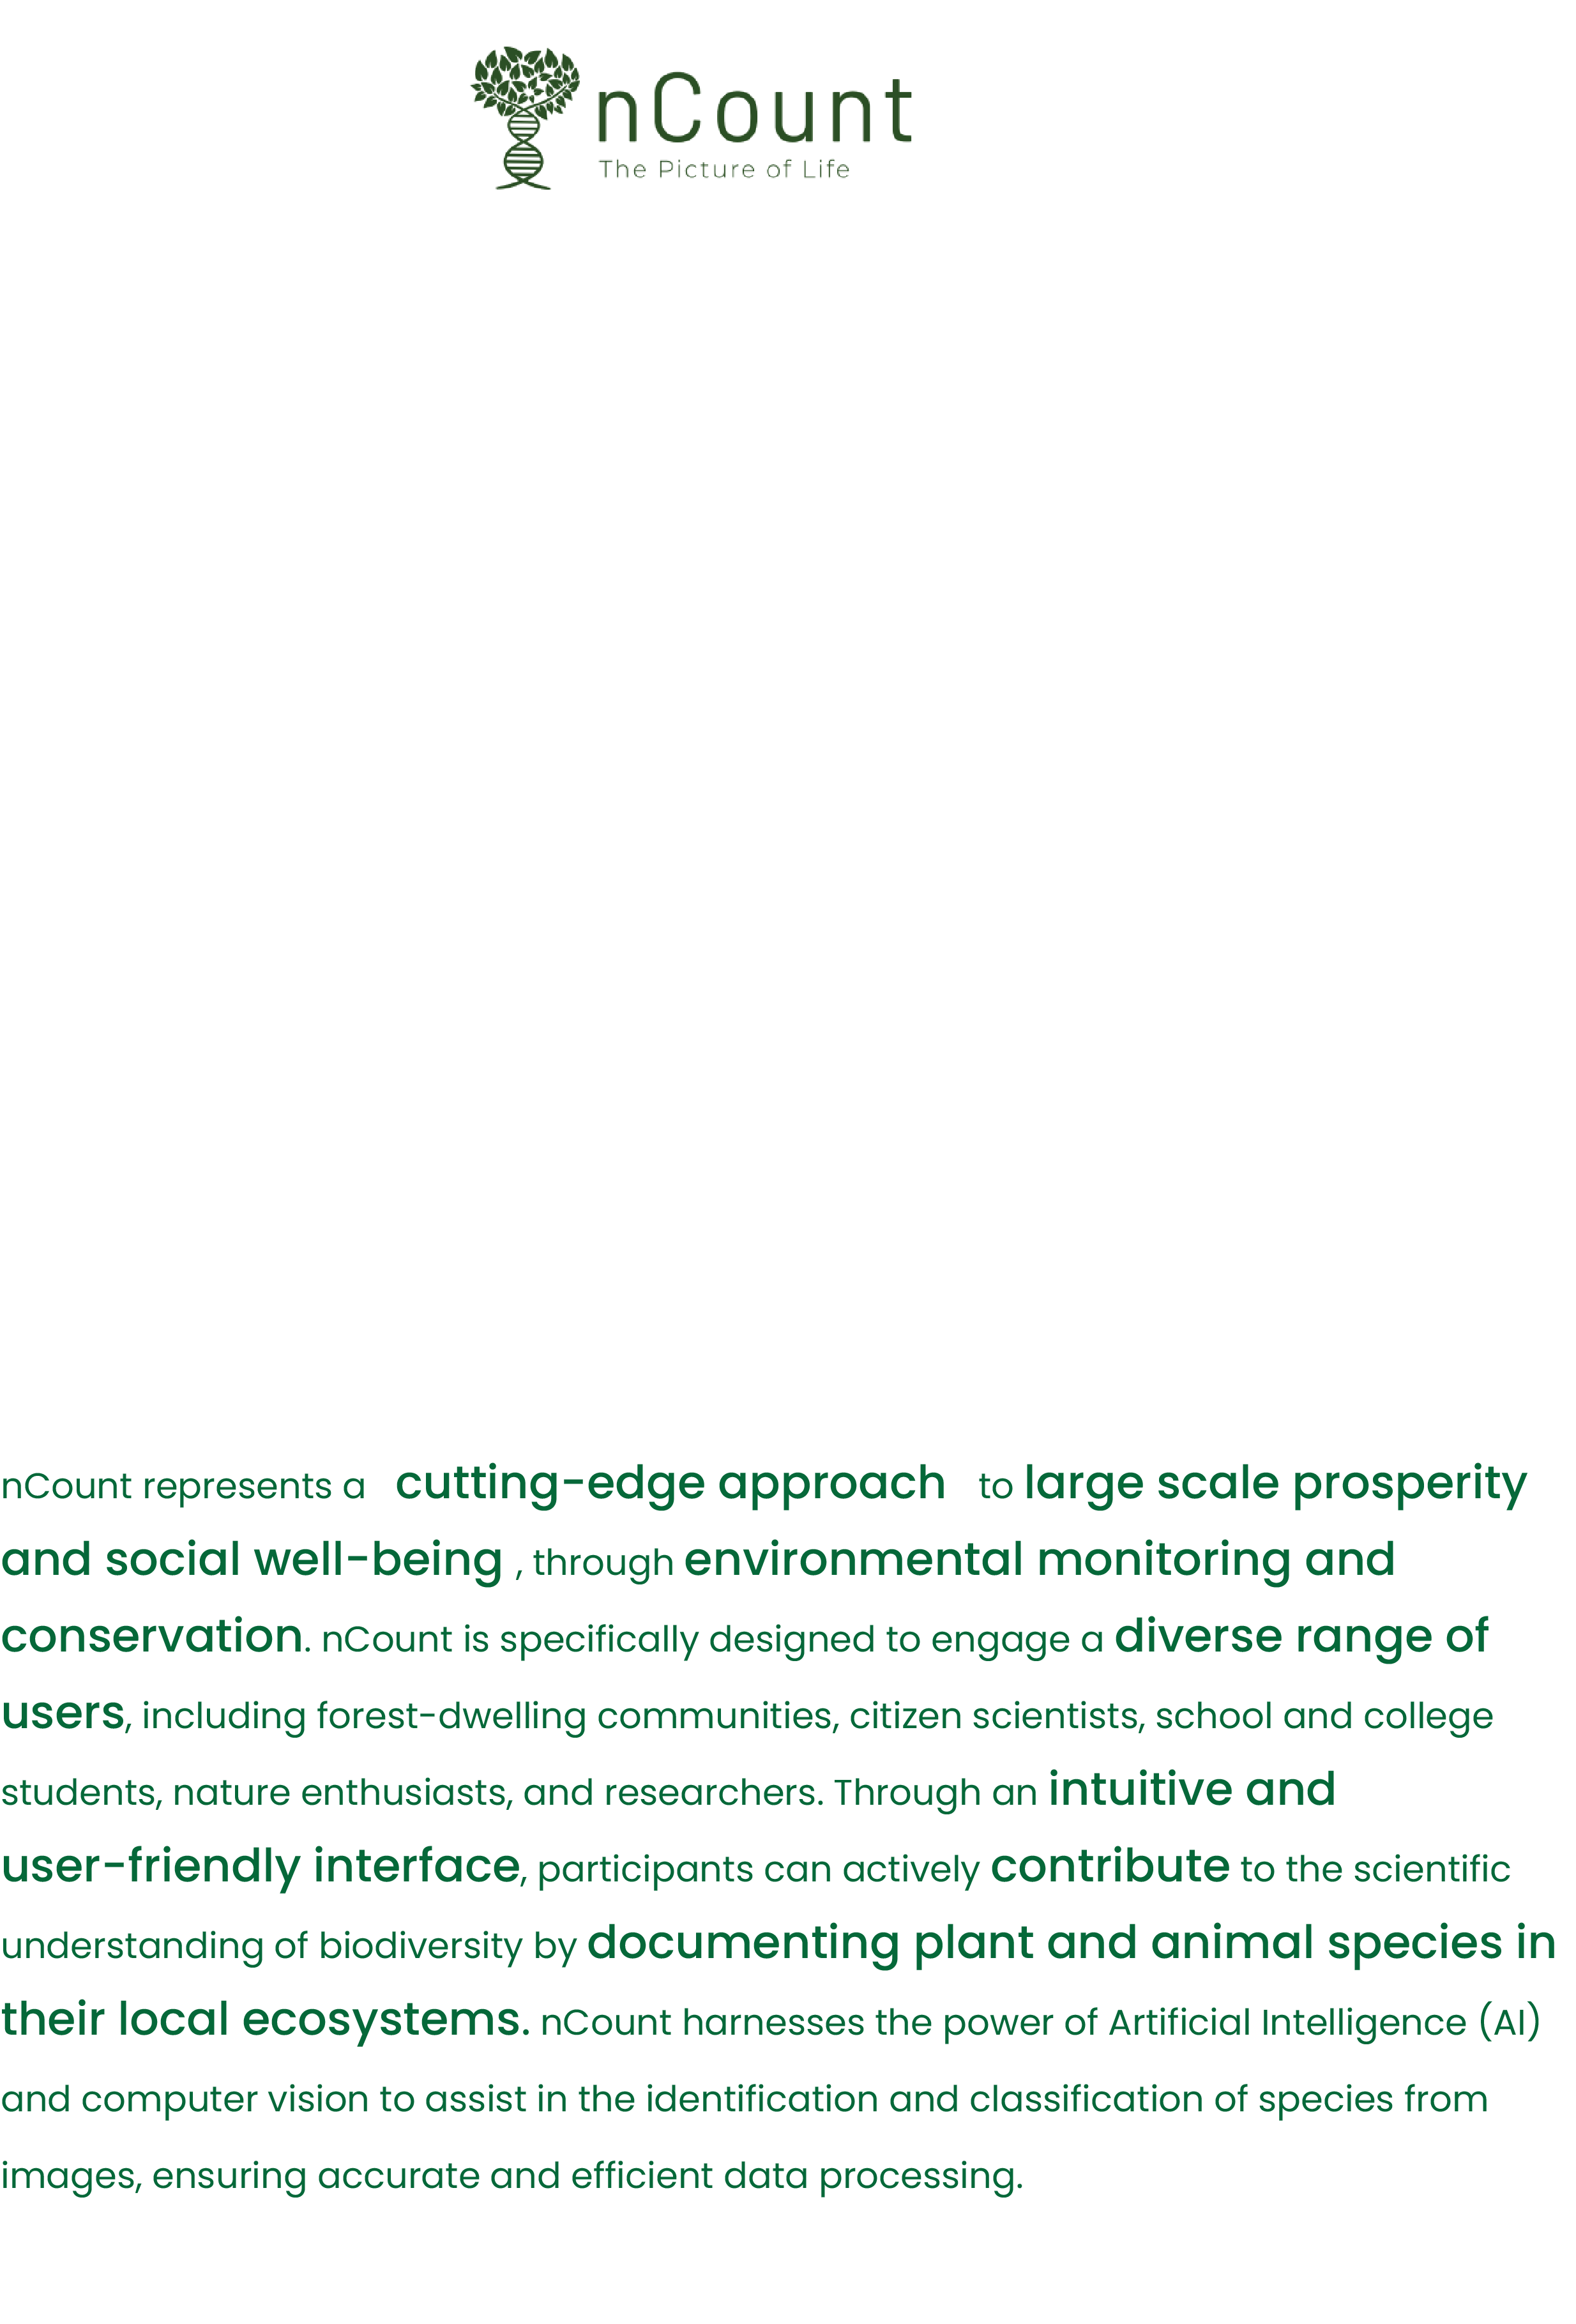 nCount
The Picture of Life
nCount represents a cutting-edge approach to large scale prosperity
and social well-being , through environmental monitoring and
conservation. nCount is specifically designed to engage a diverse range of
users, including forest-dwelling communities, citizen scientists, school and college
students, nature enthusiasts, and researchers. Through an intuitive and
user-friendly interface, participants can actively contribute to the scientific
understanding of biodiversity by documenting plant and animal species in
their local ecosystems. nCount harnesses the power of Artificial Intelligence (AI)
and computer vision to assist in the identification and classification of species from
images, ensuring accurate and efficient data processing.